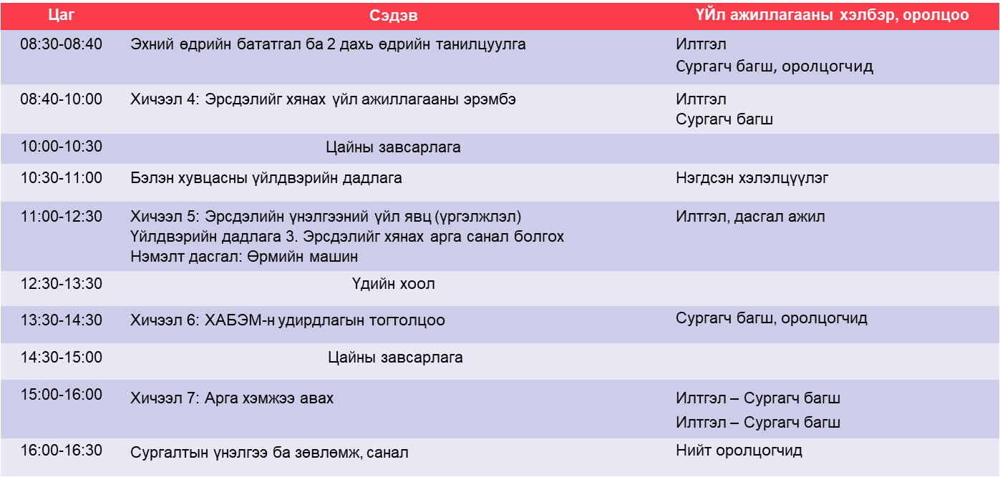 Цаг Сэдэв ҮЙл ажиллагааны хэлбэр, оролцоо
08:30-08:40 Эхний өдрийн бататгал ба 2 дахь өдрийн танилцуулга Илтгэл
Сургагч багш, оролцогчид
08:40-10:00 Хичээл 4: Эрсдэлийг хянах үйл ажиллагааны эрэмбэ Илтгэл
Сургагч багш
10:00-10:30 Цайны завсарлага
10:30-11:00 Бэлэн хувцасны үйлдвэрийн дадлага Нэгдсэн хэлэлцүүлэг
11:00-12:30 Хичээл 5: Эрсдэлийн үнэлгээний үйл явц (үргэлжлэл) Илтгэл, дасгал ажил
Үйлдвэрийн дадлага 3. Эрсдэлийг хянах арга санал болгох
Нэмэлт дасгал: Өрмийн машин
12:30-13:30 Үдийн хоол
13:30-14:30 Хичээл 6: ХАБЭМ-н удирдлагын тогтолцоо Сургагч багш, оролцогчид
14:30-15:00 Цайны завсарлага
15:00-16:00 Хичээл 7: Арга хэмжээ авах Илтгэл – Сургагч багш
Илтгэл – Сургагч багш
16:00-16:30 Сургалтын үнэлгээ ба зөвлөмж, санал Нийт оролцогчид